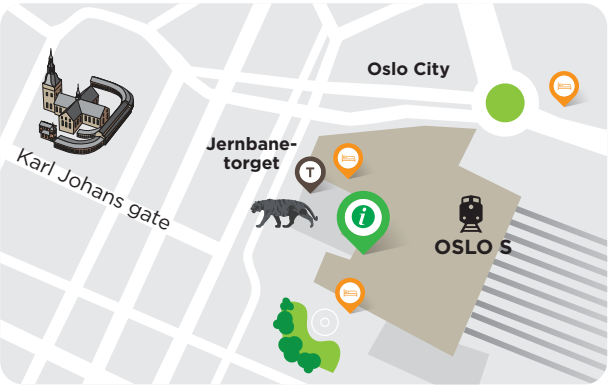 Oslo City
Jernbane-
torget
T
Karl Johans gate
i
OSLO S